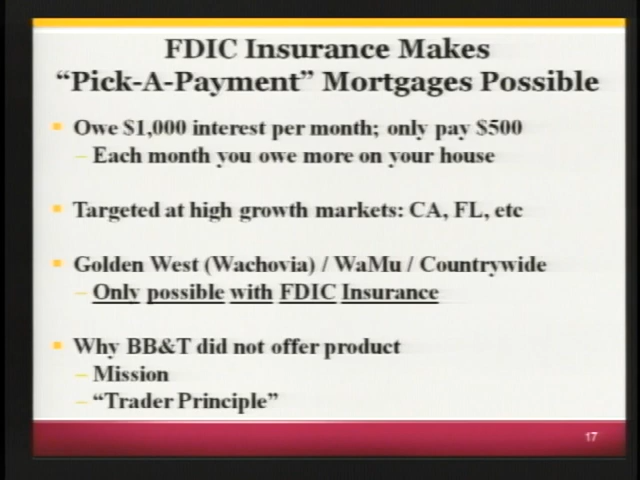 FDIC Insurance Makes
“Pick-A-Payment” Mortgages Possible
Owe $1,000 interest per month; only pay $500
– Each month you owe more on your house
Targeted at high growth markets: CA, FL, etc
Golden West (Wachovia) / WaMu / Countrywide
– Only possible with FDIC Insurance
Why BB&T did not offer product
– Mission
– “Trader Principle”
17